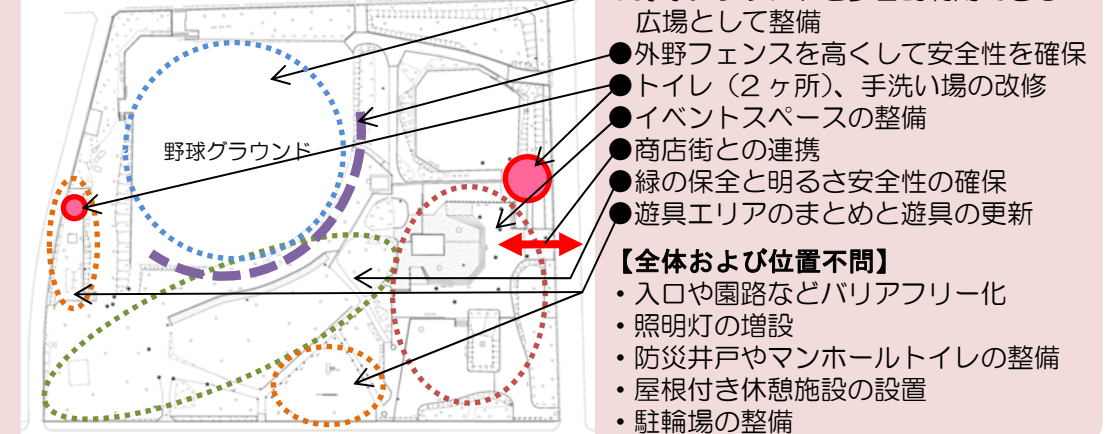 広場として整備
●外野フェンスを高くして安全性を確保
●トイレ（2ヶ所）、手洗い場の改修
●イベントスペースの整備
●商店街との連携
●緑の保全と明るさ安全性の確保
●遊具エリアのまとめと遊具の更新
【全体および位置不問】
・入口や園路などバリアフリー化
・照明灯の増設
・防災井戸やマンホールトイレの整備
・屋根付き休憩施設の設置
・駐輪場の整備
野球グラウンド